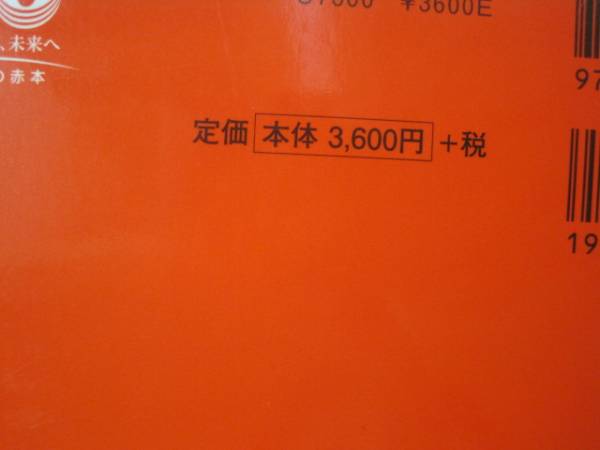 ¥3600E
、未来へ
の赤本
定価 本体 3,600円 +税
97
19